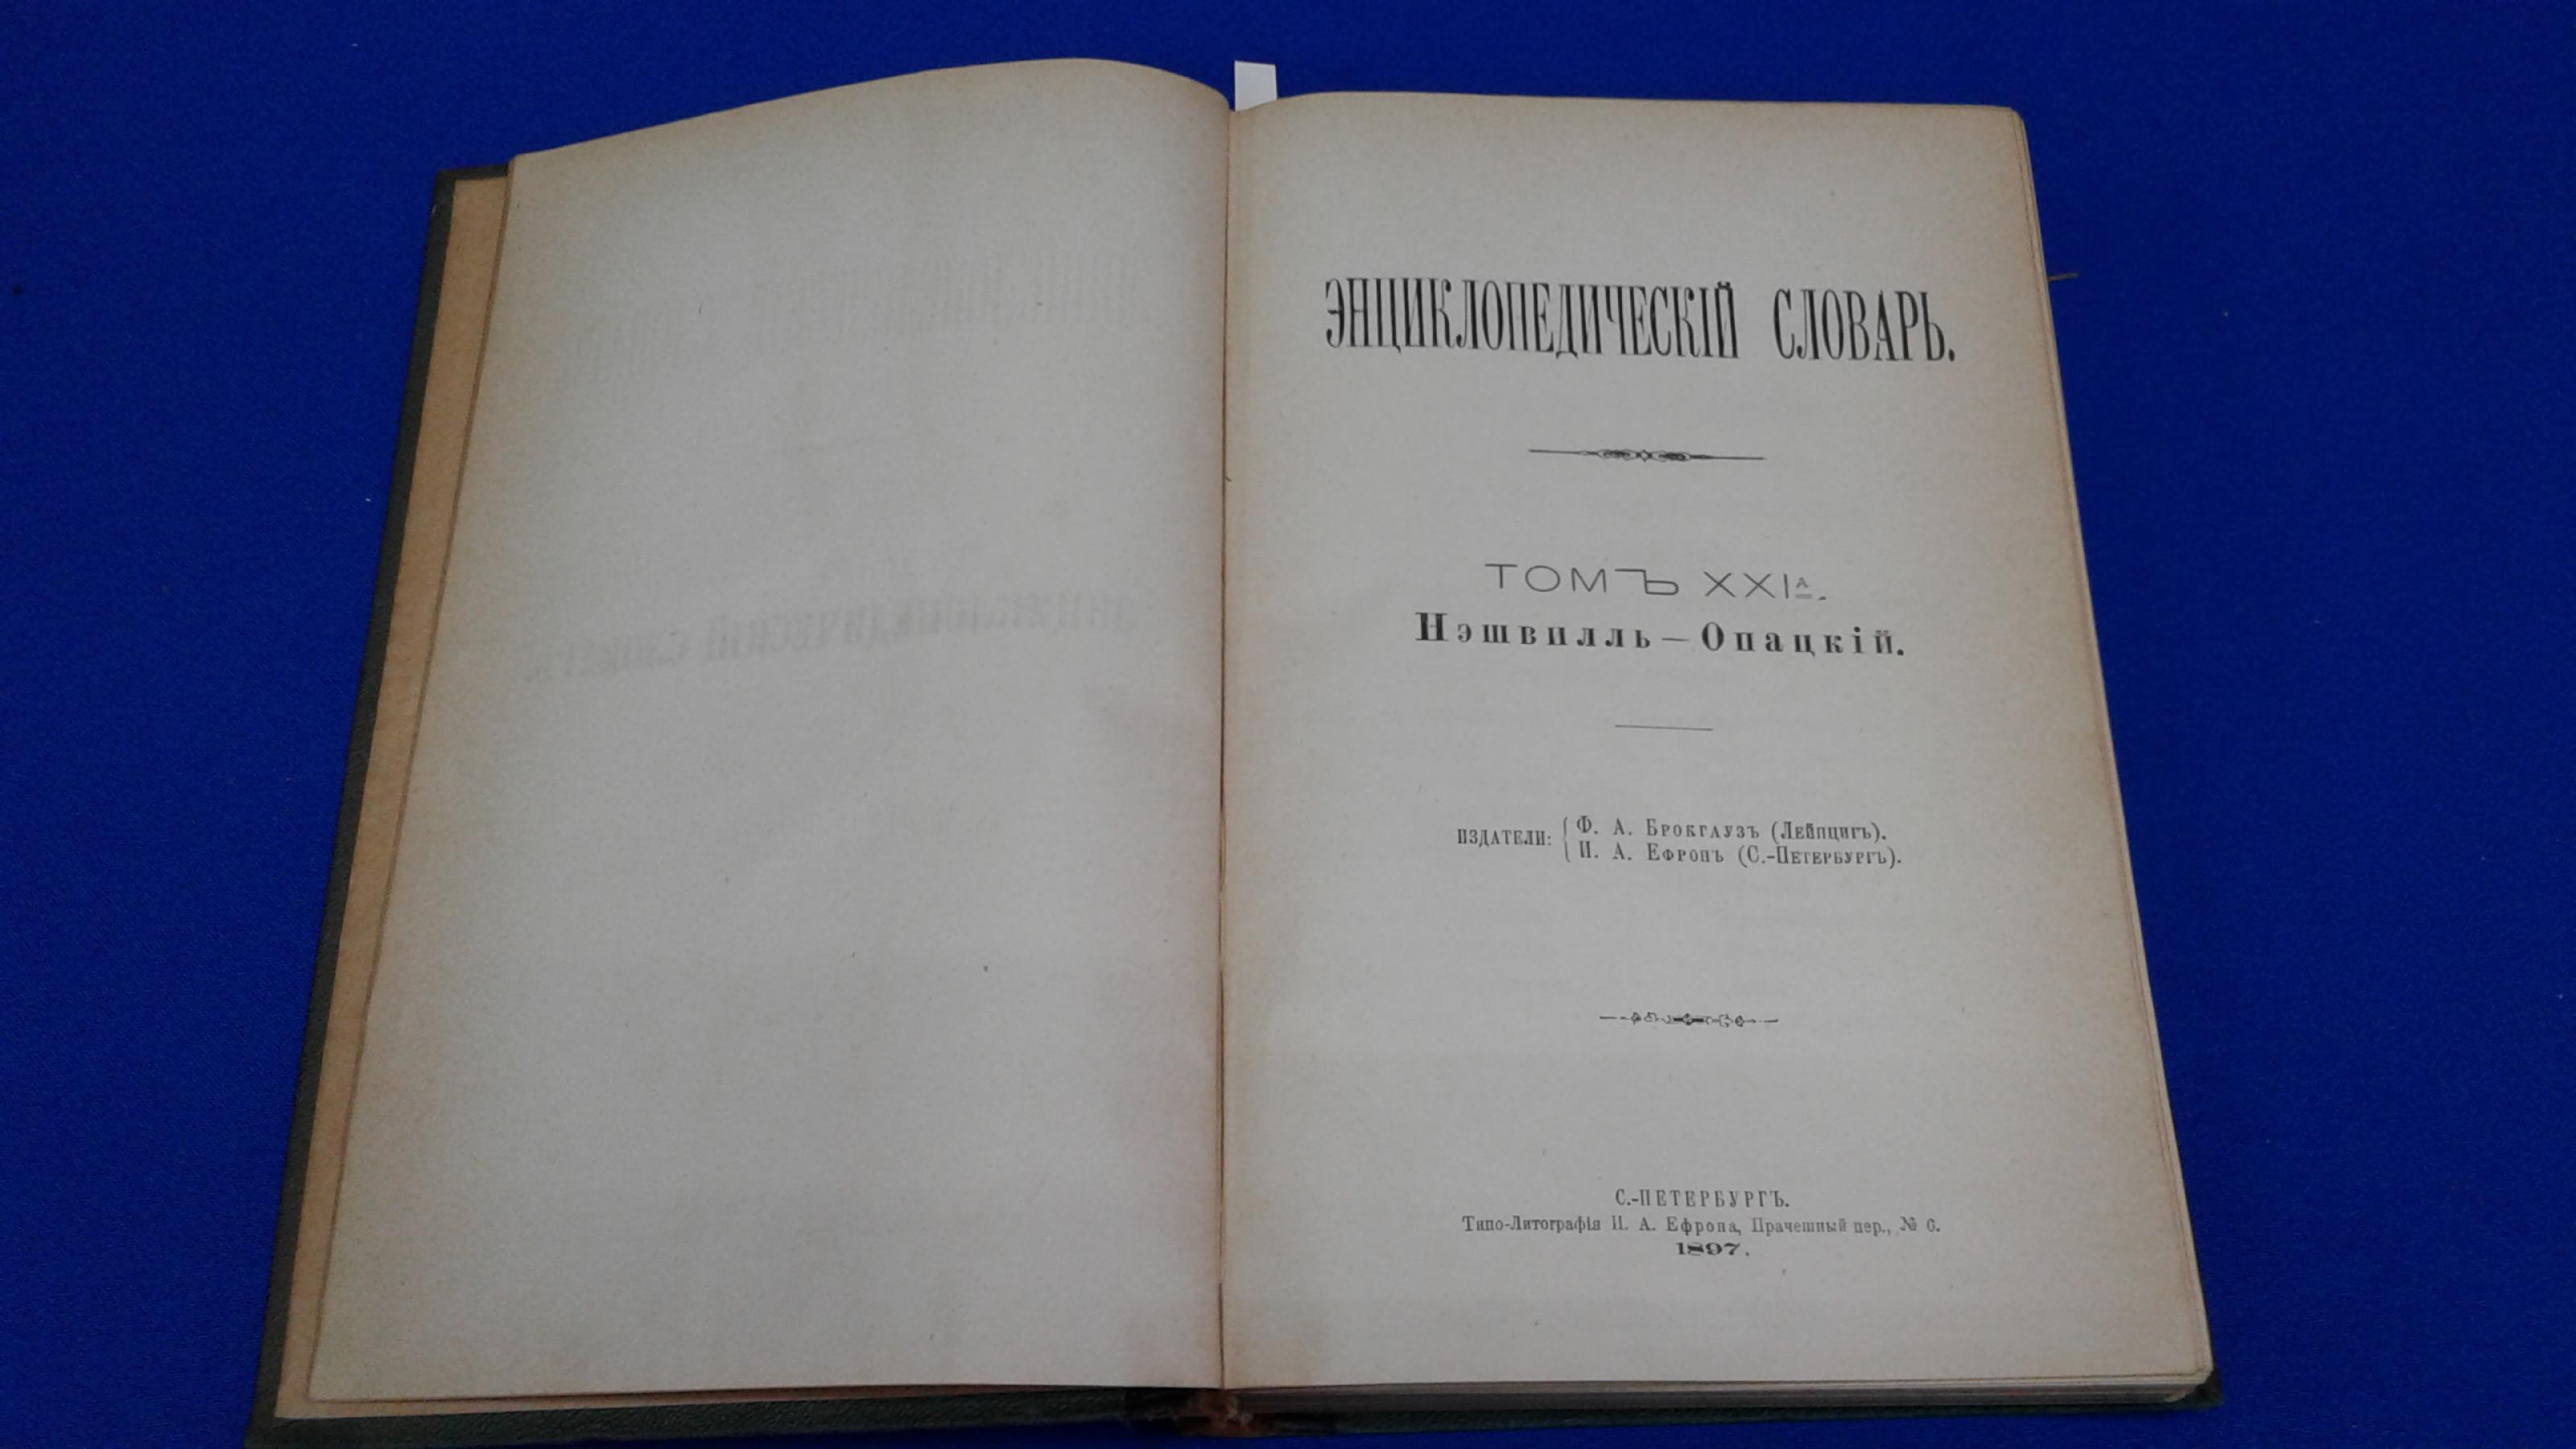 ЭНЦИКЛОПЕДИЧЕСКІЙ СЛОВАРЬ.
ТОМЪ XXIА.
Нэшвилль — Опацкій.
ИЗДАТЕЛИ: { Ф. А. БРОКГАУЗЪ (ЛЕЙПЦИГЪ).
И. А. ЕФРОНЪ (С.-ПЕТЕРБУРГЪ).
С.-ПЕТЕРБУРГЪ.
Типо-Литографія И. А. Ефрона, Прачешный пер., № 6.
1897.